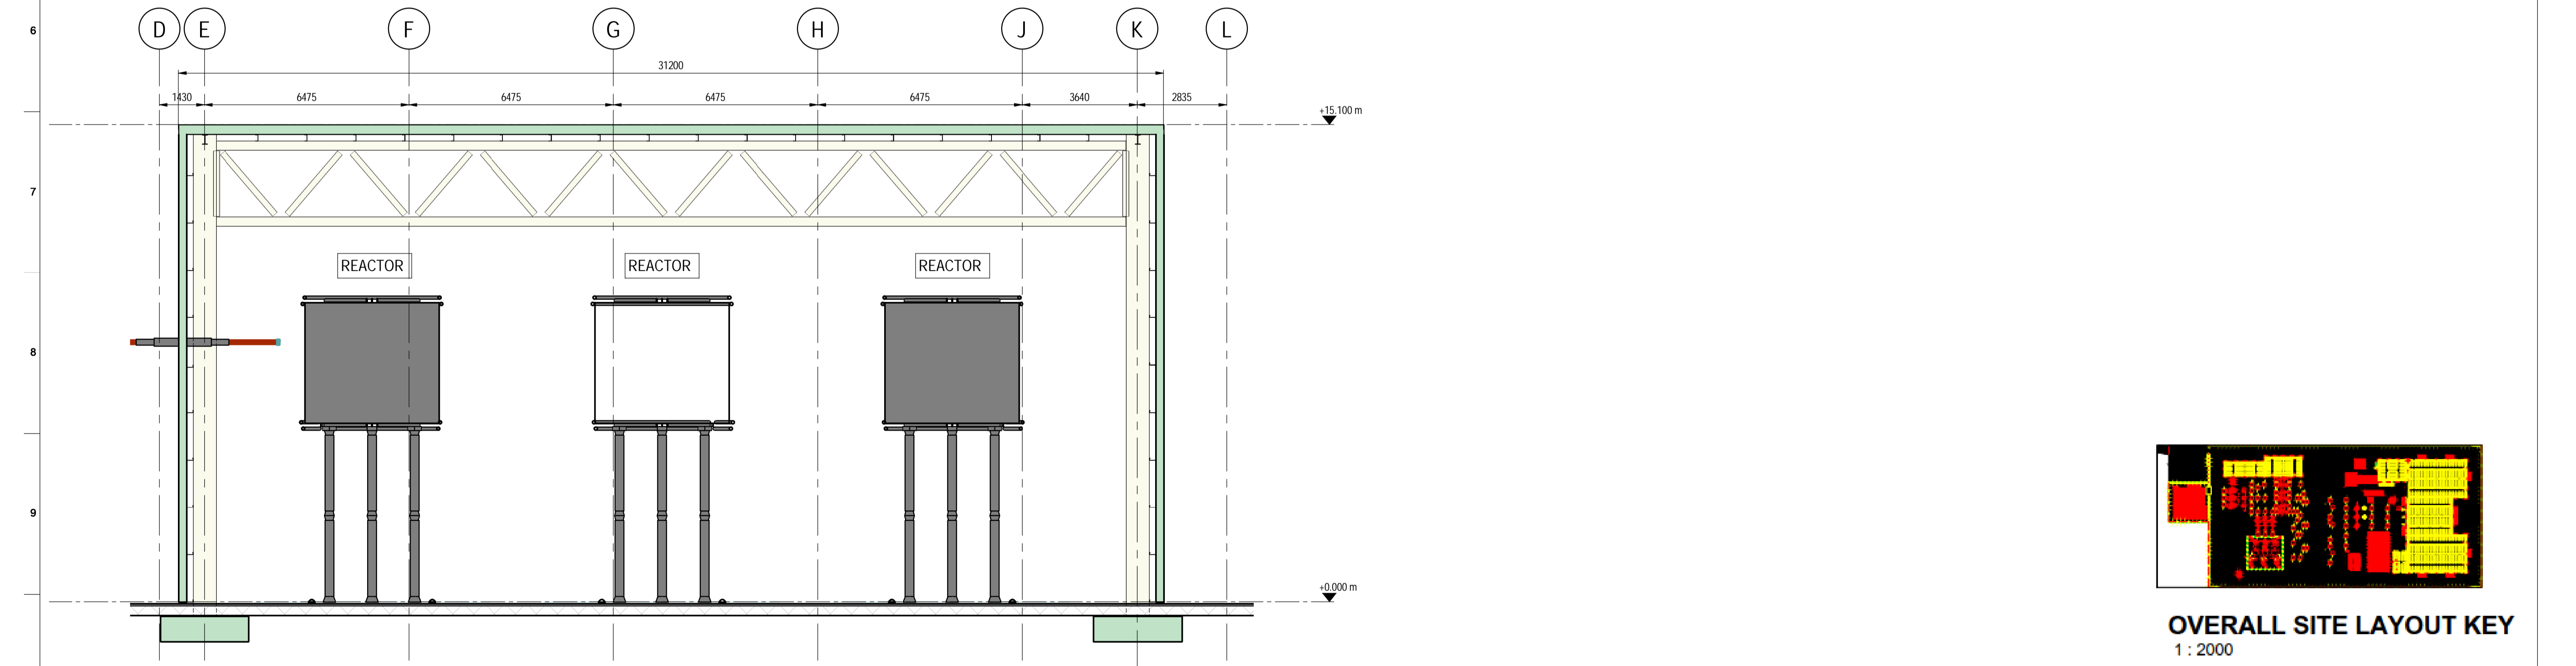 6
D E F G H J K L
31200
1430 6475 6475 6475 6475 3640 2835
+15.100 m
7
REACTOR REACTOR REACTOR
8
9
+0.000 m
OVERALL SITE LAYOUT KEY
1 : 2000